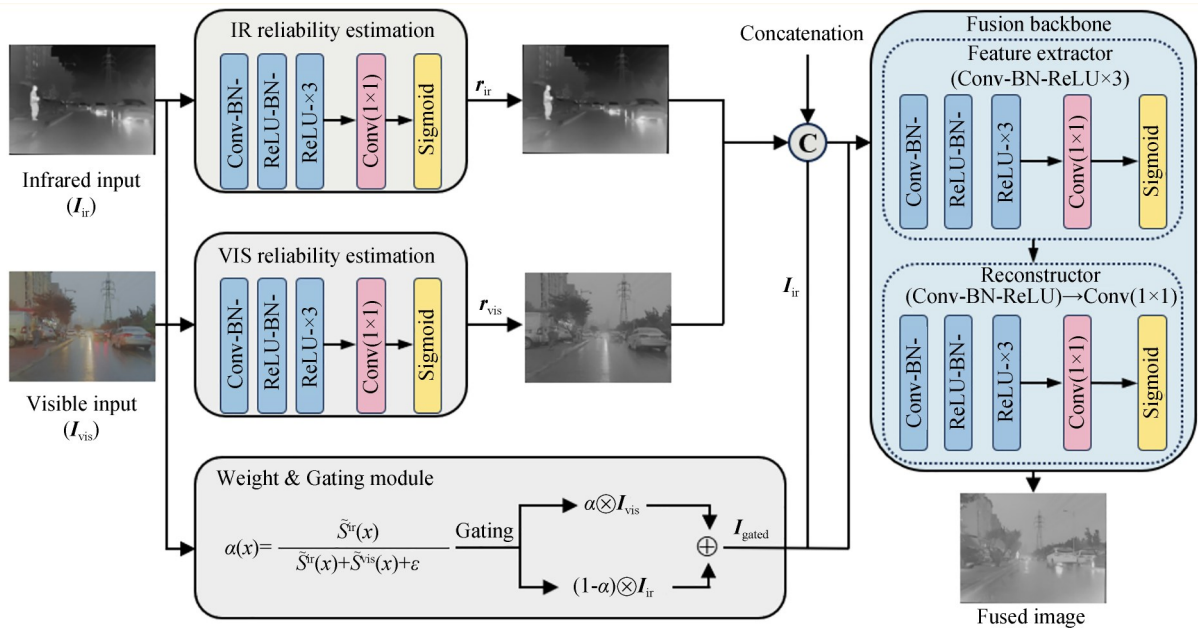 IR reliability estimation
Conv-BN-
ReLU-BN-
ReLU-×3
Conv(1×1)
Sigmoid
r_ir
Infrared input
(I_ir)
VIS reliability estimation
Conv-BN-
ReLU-BN-
ReLU-×3
Conv(1×1)
Sigmoid
r_vis
Visible input
(I_vis)
Weight & Gating module
α(x)= S̃^ir(x) / S̃^ir(x)+S̃^vis(x)+ε
Gating
α⊗I_vis
(1-α)⊗I_ir
⊕
I_gated
Concatenation
C
I_ir
Fusion backbone
Feature extractor
(Conv-BN-ReLU×3)
Conv-BN-
ReLU-BN-
ReLU-×3
Conv(1×1)
Sigmoid
Reconstructor
(Conv-BN-ReLU)→Conv(1×1)
Conv-BN-
ReLU-BN-
ReLU-×3
Conv(1×1)
Sigmoid
Fused image